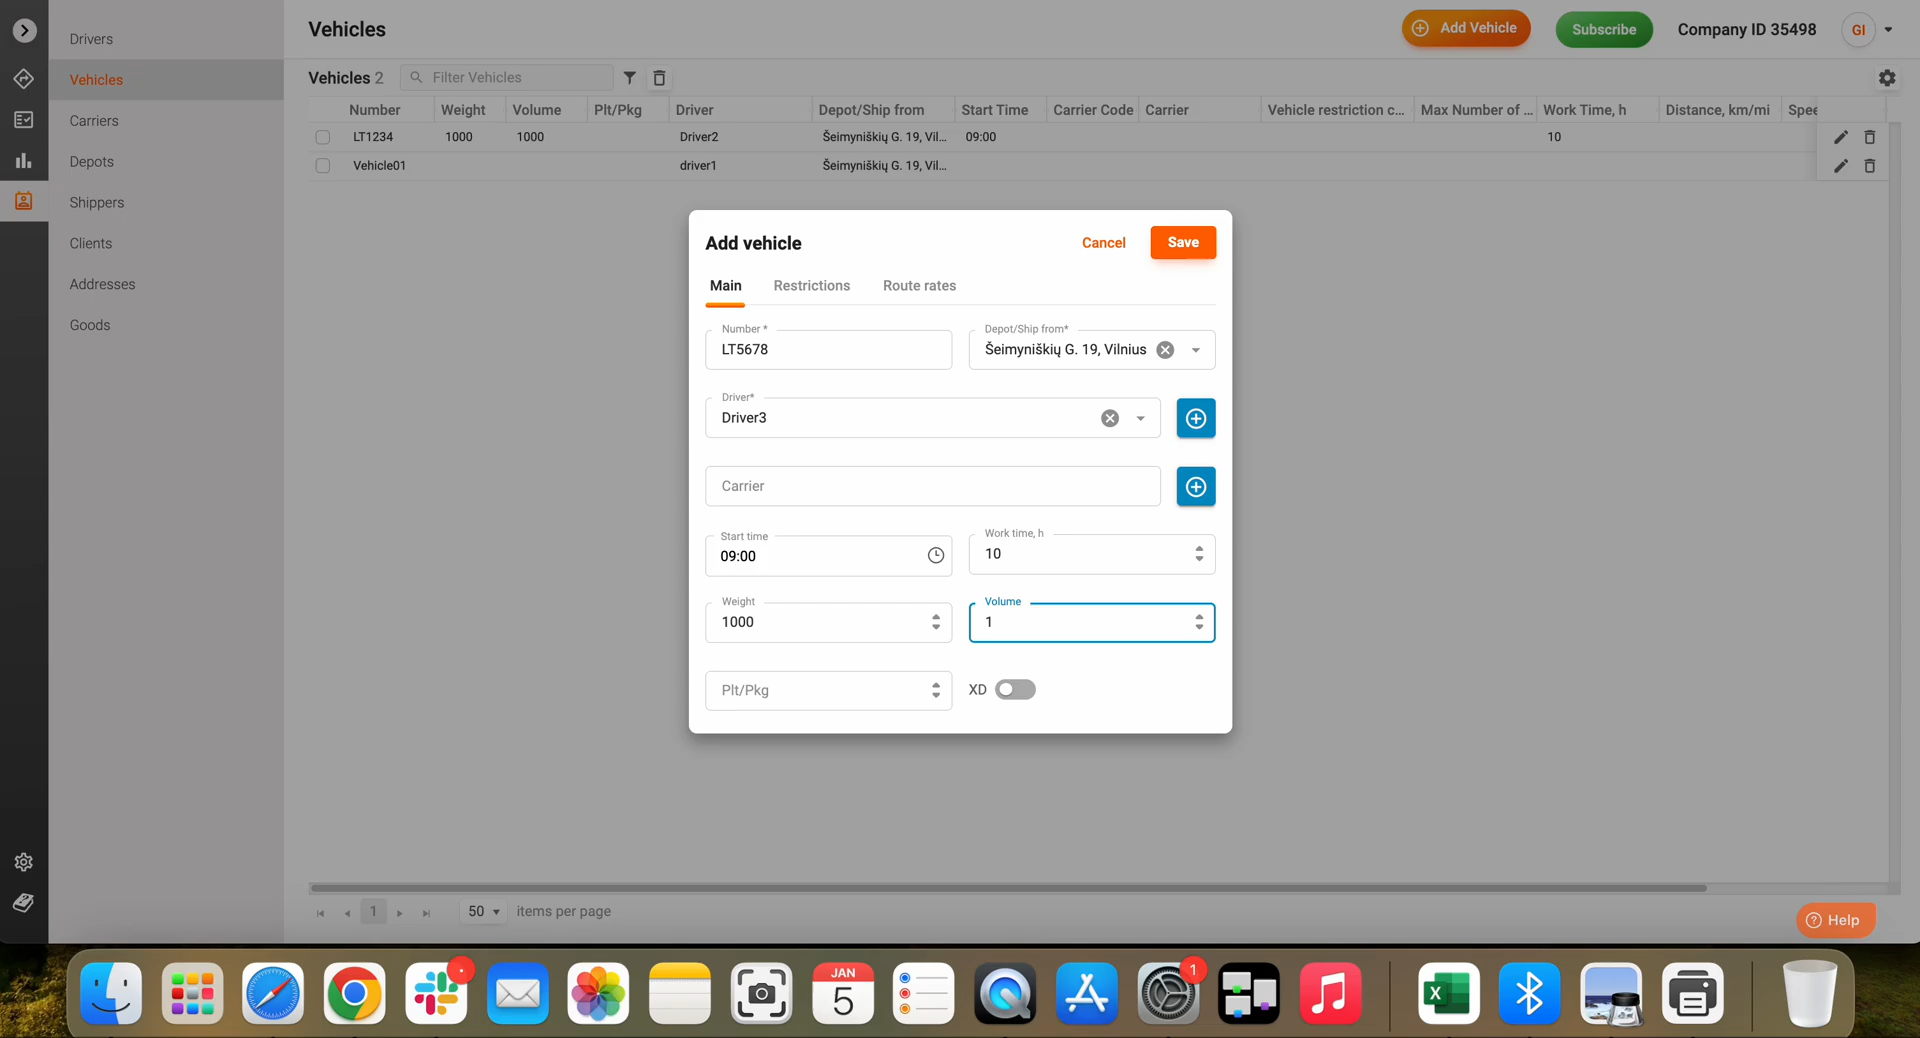 Vehicles
Add Vehicle
Subscribe
Company ID 35498
GI
Drivers
Vehicles
Carriers
Depots
Shippers
Clients
Addresses
Goods
Vehicles 2
Filter Vehicles
Number Weight Volume Plt/Pkg Driver Depot/Ship from Start Time Carrier Code Carrier Vehicle restriction c... Max Number of ... Work Time, h Distance, km/mi Spee
LT1234 1000 1000 Driver2 Šeimyniškių G. 19, Vil... 09:00 10
Vehicle01 driver1 Šeimyniškių G. 19, Vil...
Add vehicle
Cancel
Save
Main Restrictions Route rates
Number *
LT5678
Depot/Ship from*
Šeimyniškių G. 19, Vilnius
Driver*
Driver3
Carrier
Start time
09:00
Work time, h
10
Weight
1000
Volume
1
Plt/Pkg
XD
1
50
items per page
Help
JAN
5
1
X